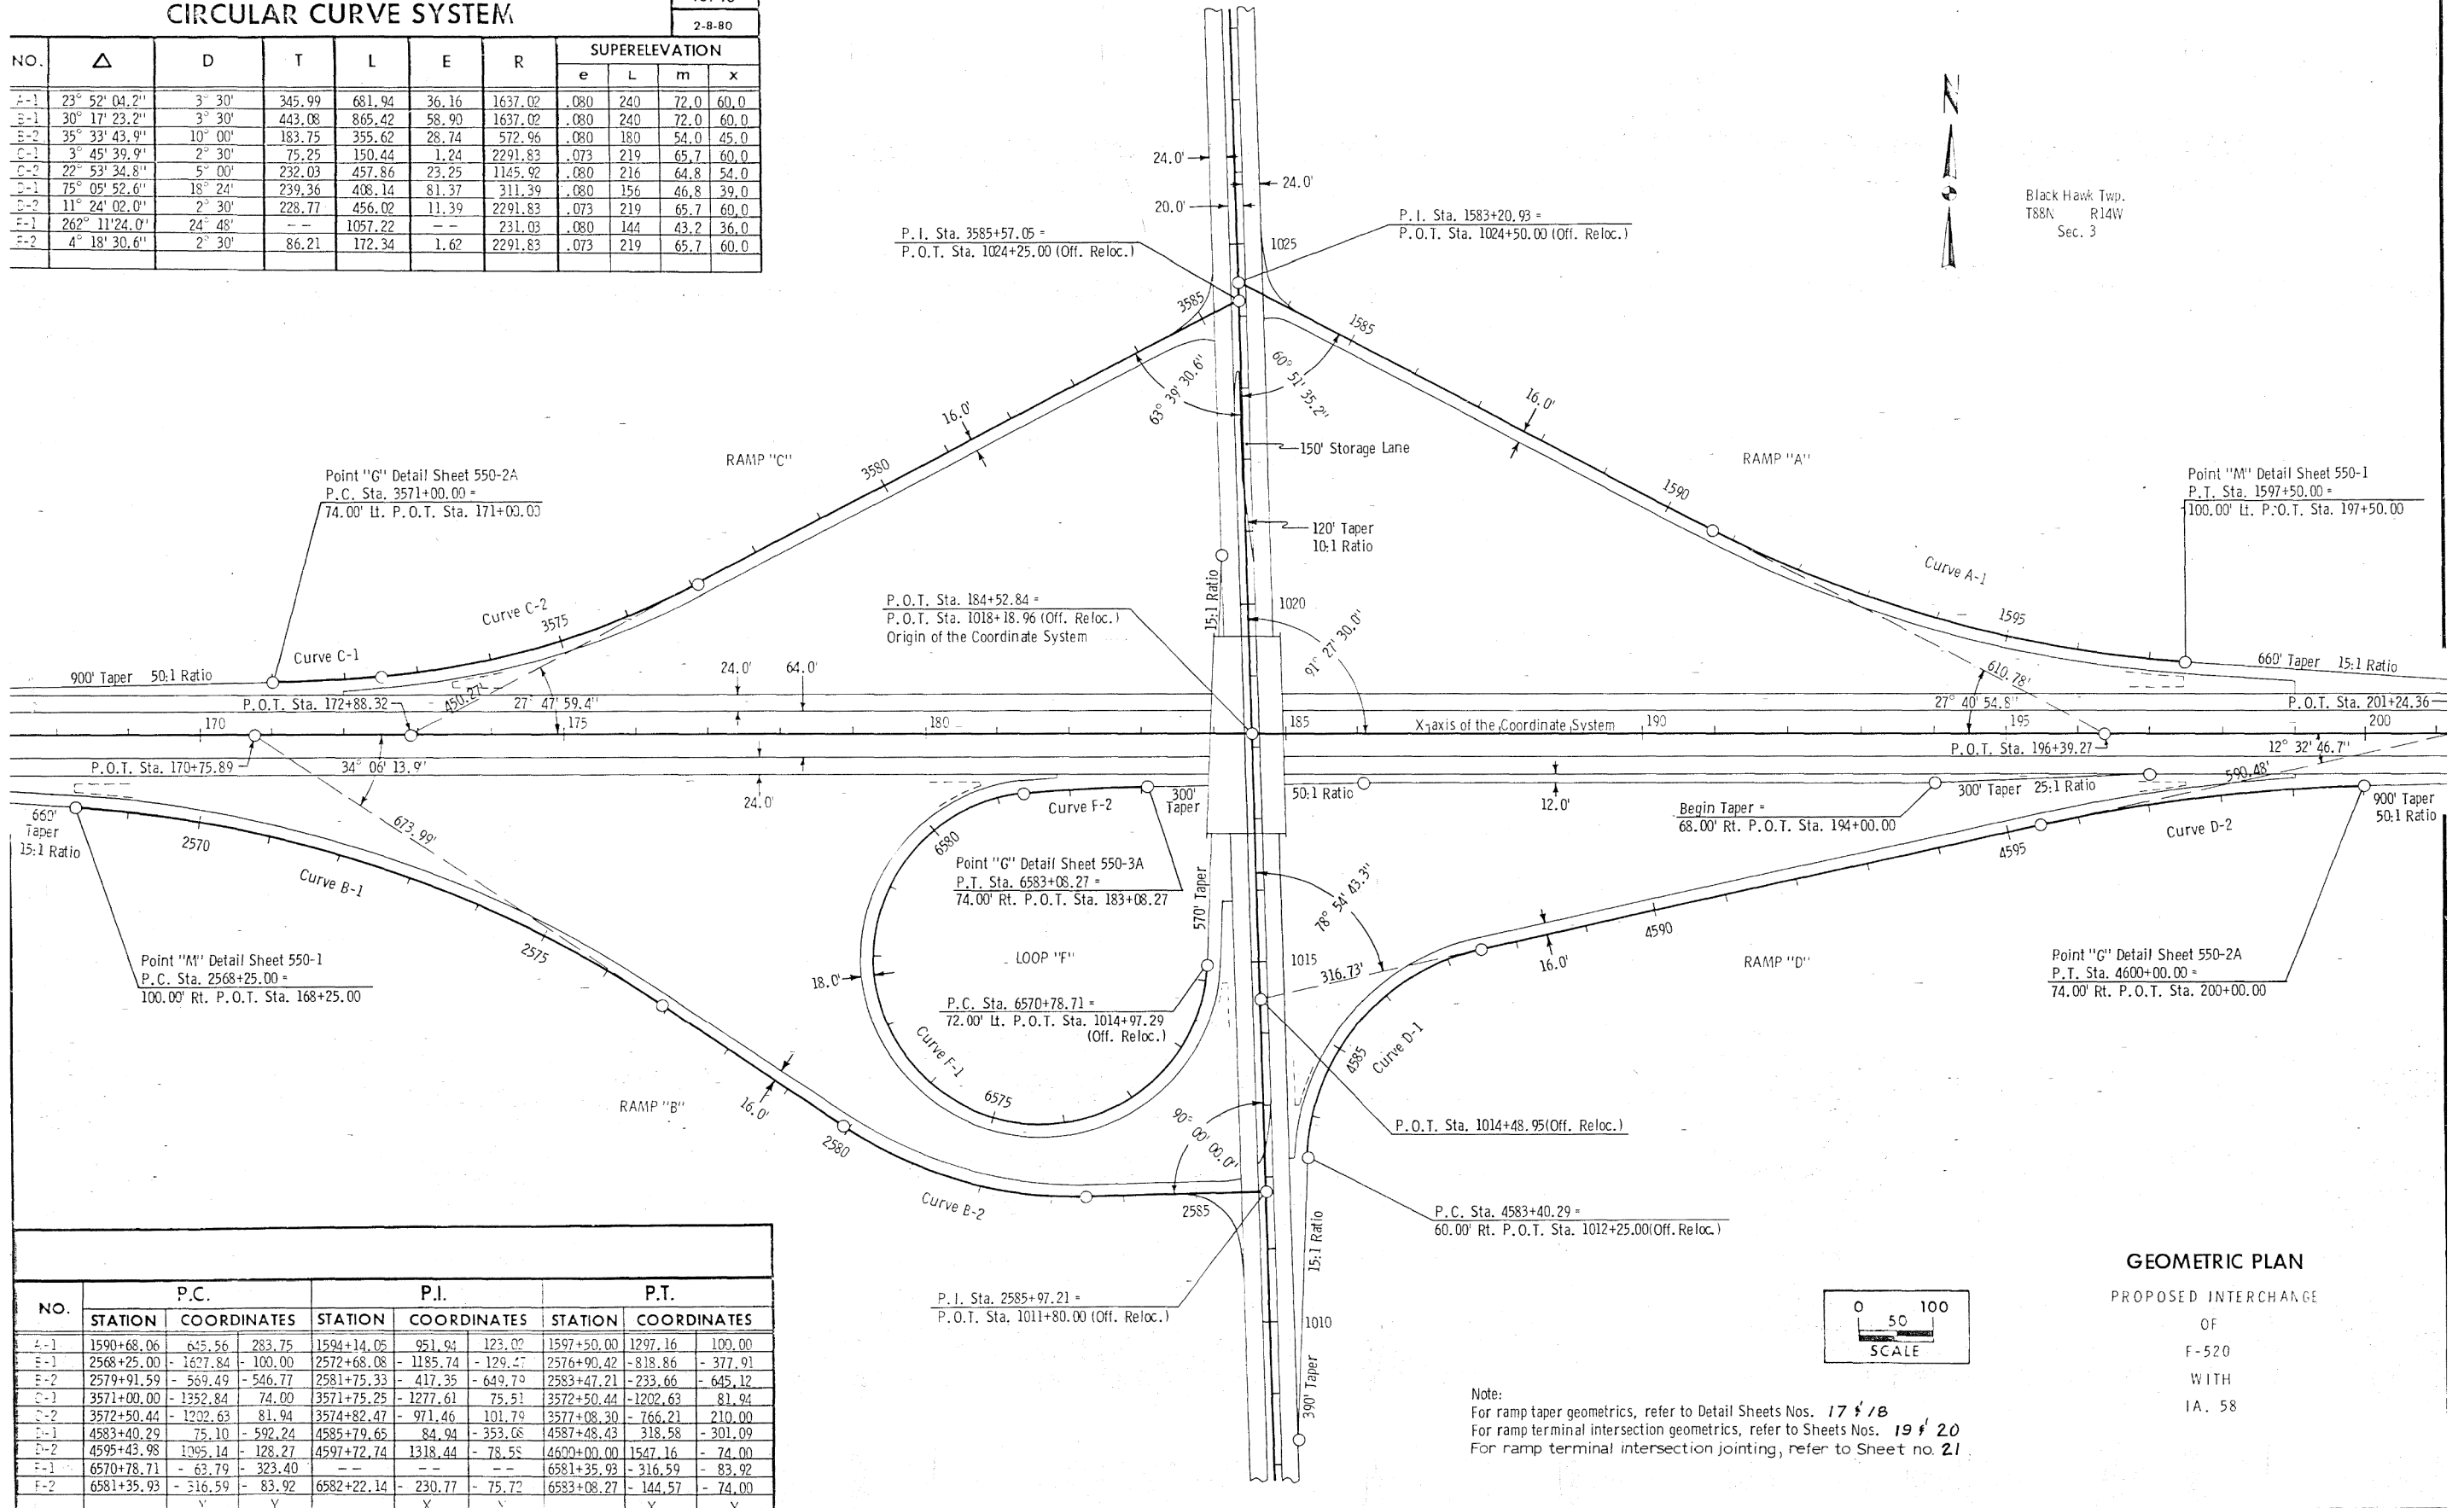 CIRCULAR CURVE SYSTEM
2-8-80
NO. △ D T L E R SUPERELEVATION
e L m x
A-1 23° 52' 04.2" 3° 30' 345.99 681.94 36.16 1637.02 .080 240 72.0 60.0
B-1 30° 17' 23.2" 3° 30' 443.08 865.42 58.90 1637.02 .080 240 72.0 60.0
B-2 35° 33' 43.9" 10° 00' 183.75 355.62 28.74 572.96 .080 180 54.0 45.0
C-1 3° 45' 39.9" 2° 30' 75.25 150.44 1.24 2291.83 .073 219 65.7 60.0
C-2 22° 53' 34.8" 5° 00' 232.03 457.86 23.25 1145.92 .080 216 64.8 54.0
D-1 75° 05' 52.6" 18° 24' 239.36 408.14 81.37 311.39 .080 156 46.8 39.0
D-2 11° 24' 02.0" 2° 30' 228.77 456.02 11.39 2291.83 .073 219 65.7 60.0
F-1 262° 11'24.0" 24° 48' -- 1057.22 -- 231.03 .080 144 43.2 36.0
F-2 4° 18' 30.6" 2° 30' 86.21 172.34 1.62 2291.83 .073 219 65.7 60.0
N
Black Hawk Twp.
T88N R14W
Sec. 3
24.0'
24.0'
20.0'
1025
P.I. Sta. 3585+57.05 =
P.O.T. Sta. 1024+25.00 (Off. Reloc.)
P.I. Sta. 1583+20.93 =
P.O.T. Sta. 1024+50.00 (Off. Reloc.)
3585
1585
63° 39' 30.6"
60° 51' 35.2"
16.0'
16.0'
150' Storage Lane
RAMP "C"
RAMP "A"
3580
1590
Point "G" Detail Sheet 550-2A
P.C. Sta. 3571+00.00 =
74.00' Lt. P.O.T. Sta. 171+00.00
Point "M" Detail Sheet 550-1
P.T. Sta. 1597+50.00 =
100.00' Lt. P.O.T. Sta. 197+50.00
120' Taper
10:1 Ratio
Curve A-1
15:1 Ratio
1020
P.O.T. Sta. 184+52.84 =
P.O.T. Sta. 1018+18.96 (Off. Reloc.)
Origin of the Coordinate System
Curve C-2
3575
1595
91° 27' 30.0"
Curve C-1
900' Taper 50:1 Ratio
24.0' 64.0'
660' Taper 15:1 Ratio
610.78'
450.27'
P.O.T. Sta. 172+88.32
27° 47' 59.4"
27° 40' 54.8"
P.O.T. Sta. 201+24.36
170 175 180 185 X-axis of the Coordinate System 190 195 200
P.O.T. Sta. 196+39.27
12° 32' 46.7"
P.O.T. Sta. 170+75.89
34° 06' 13.9"
590.48'
24.0'
Curve F-2
300'
Taper
50:1 Ratio
12.0'
300' Taper 25:1 Ratio
Begin Taper =
68.00' Rt. P.O.T. Sta. 194+00.00
900' Taper
50:1 Ratio
660'
Taper
15:1 Ratio
2570
673.99'
6580
Curve D-2
4595
Curve B-1
Point "G" Detail Sheet 550-3A
P.T. Sta. 6583+08.27 =
74.00' Rt. P.O.T. Sta. 183+08.27
570' Taper
78° 54' 43.3"
4590
2575
LOOP "F"
1015
316.73'
16.0'
RAMP "D"
18.0'
Point "M" Detail Sheet 550-1
P.C. Sta. 2568+25.00 =
100.00' Rt. P.O.T. Sta. 168+25.00
P.C. Sta. 6570+78.71 =
72.00' Lt. P.O.T. Sta. 1014+97.29
(Off. Reloc.)
Point "G" Detail Sheet 550-2A
P.T. Sta. 4600+00.00 =
74.00' Rt. P.O.T. Sta. 200+00.00
Curve F-1
4585
Curve D-1
6575
RAMP "B"
16.0'
2580
90° 00' 00.0"
P.O.T. Sta. 1014+48.95(Off. Reloc.)
Curve B-2
2585
P.C. Sta. 4583+40.29 =
60.00' Rt. P.O.T. Sta. 1012+25.00(Off. Reloc.)
15:1 Ratio
P.I. Sta. 2585+97.21 =
P.O.T. Sta. 1011+80.00 (Off. Reloc.)
1010
390' Taper
0 100
50
SCALE
GEOMETRIC PLAN
PROPOSED INTERCHANGE
OF
F-520
WITH
IA. 58
Note:
For ramp taper geometrics, refer to Detail Sheets Nos. 17 & 18
For ramp terminal intersection geometrics, refer to Sheets Nos. 19 & 20
For ramp terminal intersection jointing, refer to Sheet no. 21
NO. P.C. P.I. P.T.
STATION COORDINATES STATION COORDINATES STATION COORDINATES
A-1 1590+68.06 645.56 283.75 1594+14.05 951.94 123.02 1597+50.00 1297.16 100.00
B-1 2568+25.00 - 1627.84 - 100.00 2572+68.08 - 1185.74 - 129. 2576+90.42 -818.86 - 377.91
B-2 2579+91.59 - 569.49 -546.77 2581+75.33 - 417.35 -649.79 2583+47.21 -233.66 - 645.12
C-1 3571+00.00 - 1352.84 74.00 3571+75.25 - 1277.61 75.51 3572+50.44 -1202.63 81.94
C-2 3572+50.44 - 1202.63 81.94 3574+82.47 - 971.46 101.79 3577+08.30 - 766.21 210.00
D-1 4583+40.29 75.10 - 592.24 4585+79.65 84.94 -353.08 4587+48.43 318.58 -301.09
D-2 4595+43.98 1095.14 - 128.27 4597+72.74 1318.44 - 78.55 4600+00.00 1547.16 - 74.00
F-1 6570+78.71 - 63.79 - 323.40 -- -- -- 6581+35.93 - 316.59 - 83.92
F-2 6581+35.93 - 316.59 - 83.92 6582+22.14 - 230.77 - 75.72 6583+08.27 - 144.57 - 74.00